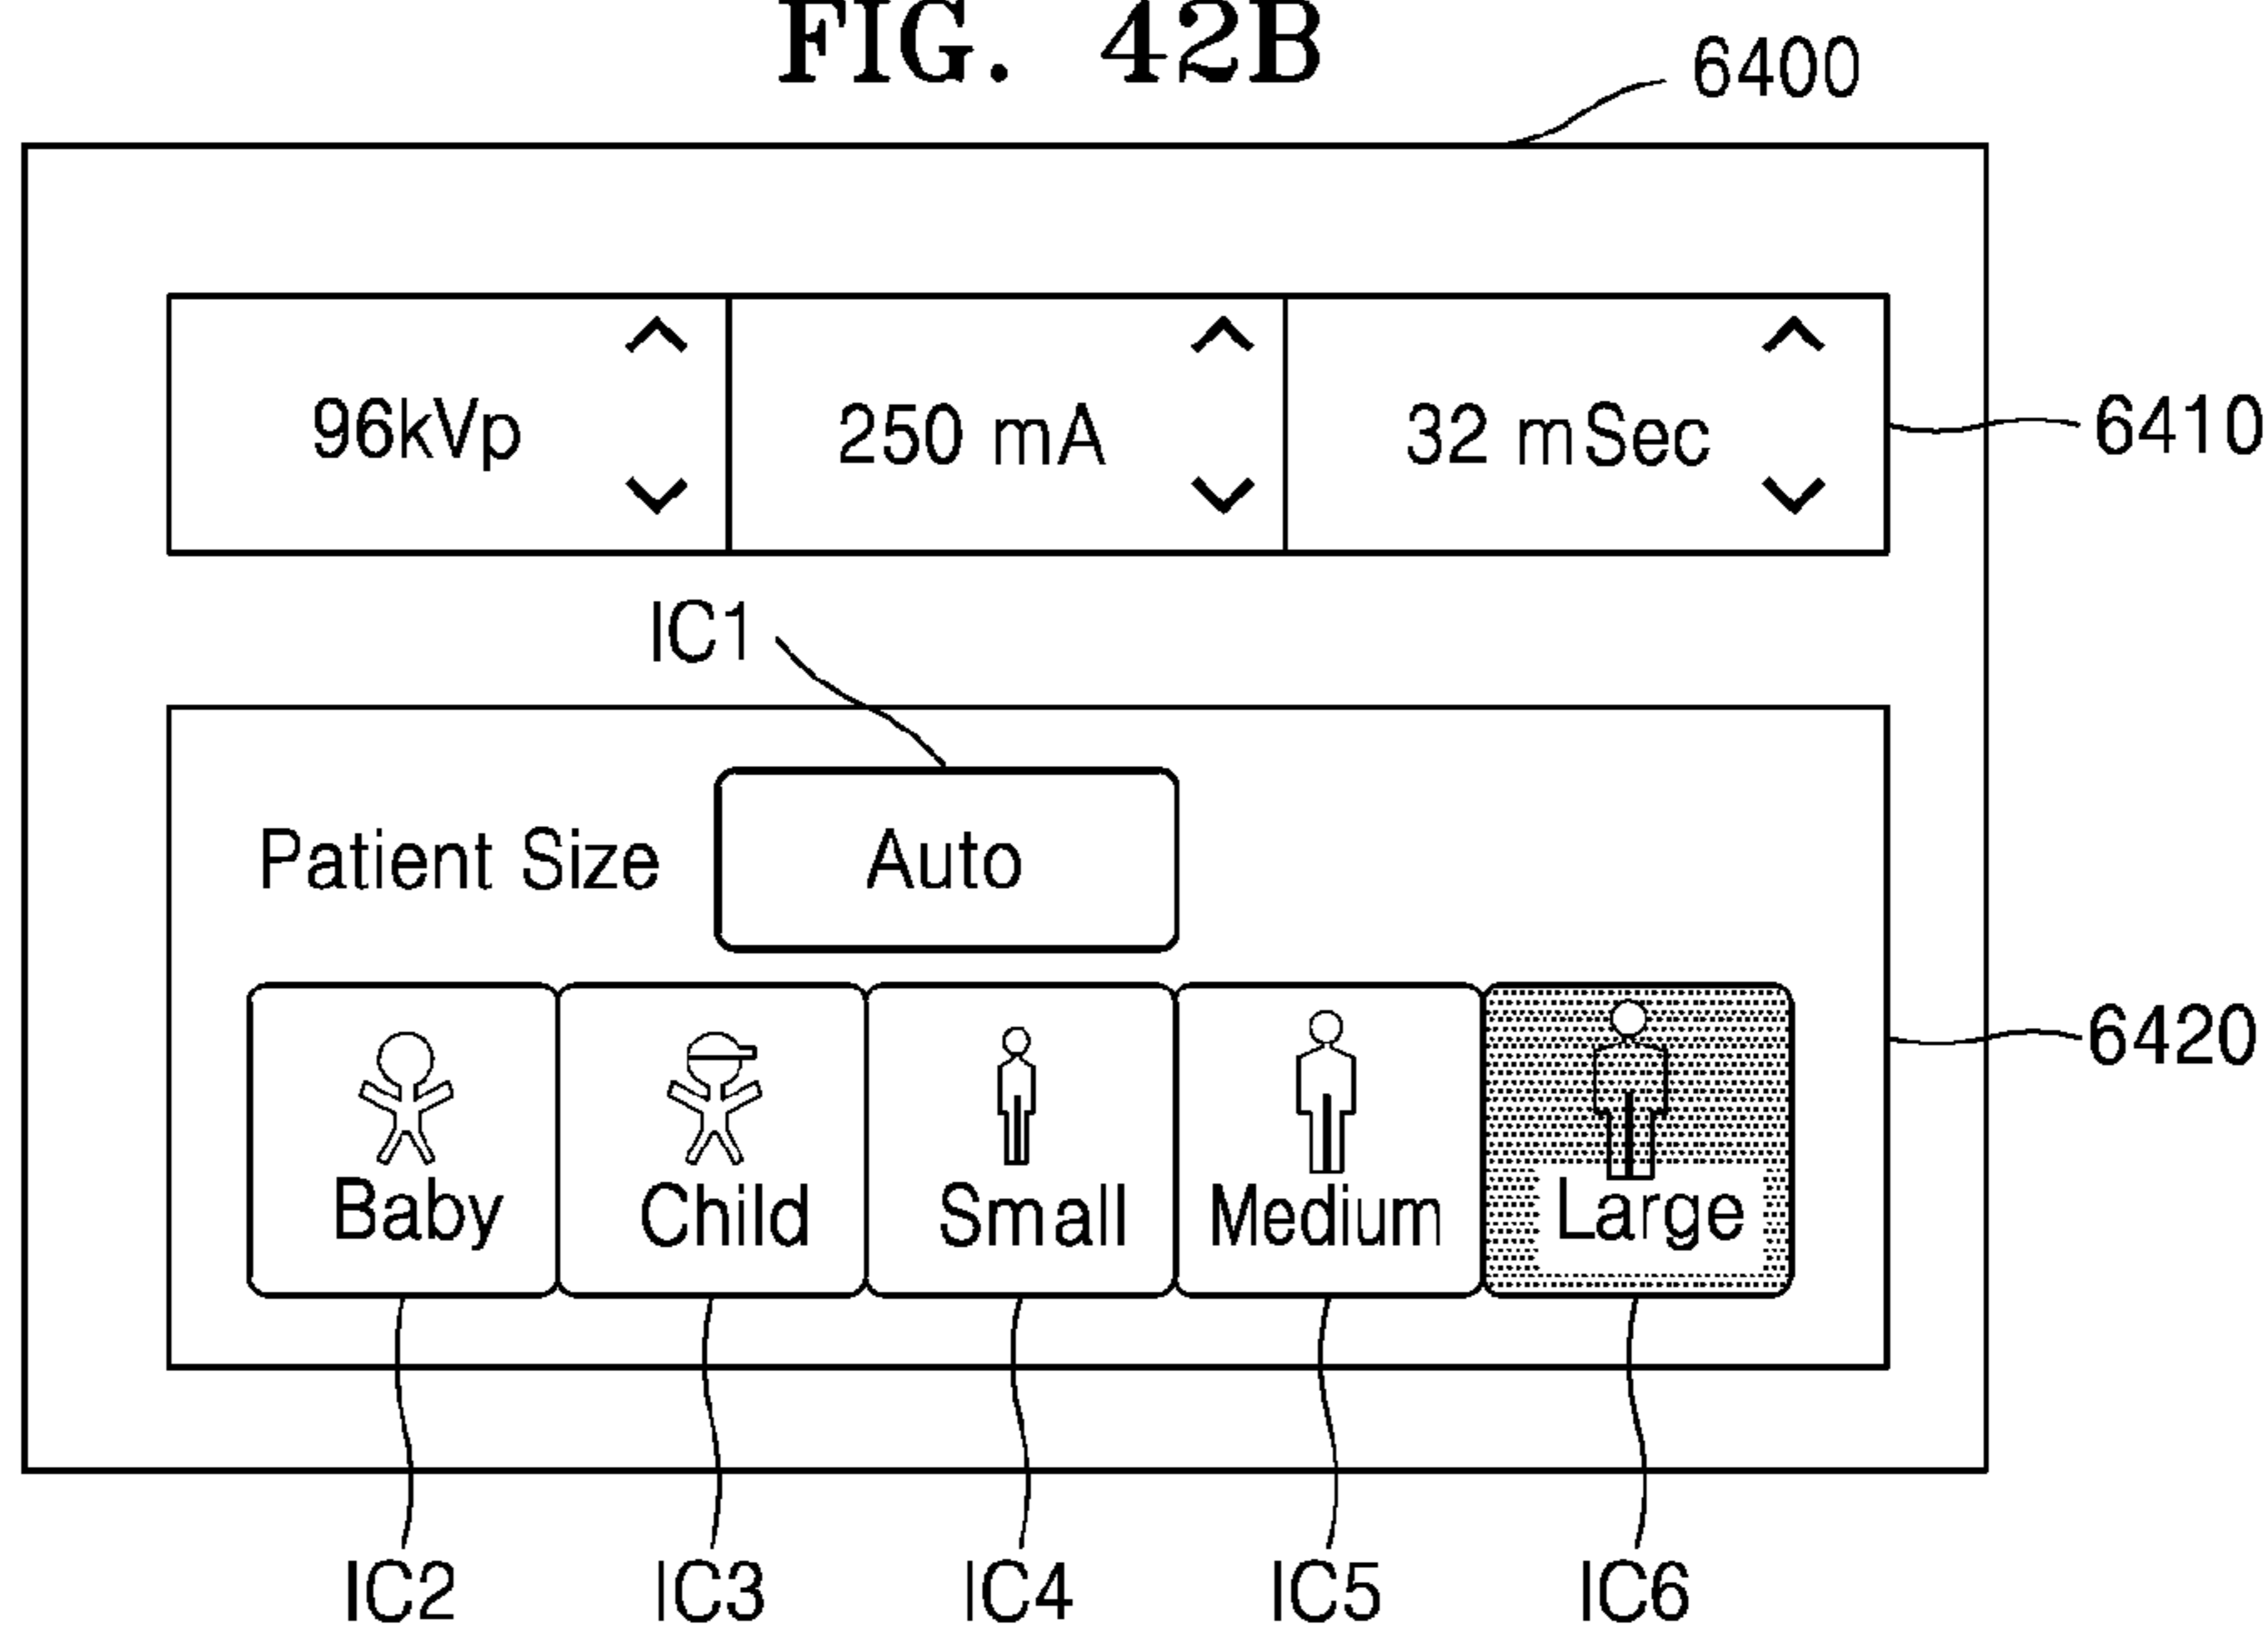 FIG. 42B
6400
96kVp 250 mA 32 mSec
6410
IC1
Patient Size Auto
6420
Baby Child Small Medium Large
IC2 IC3 IC4 IC5 IC6